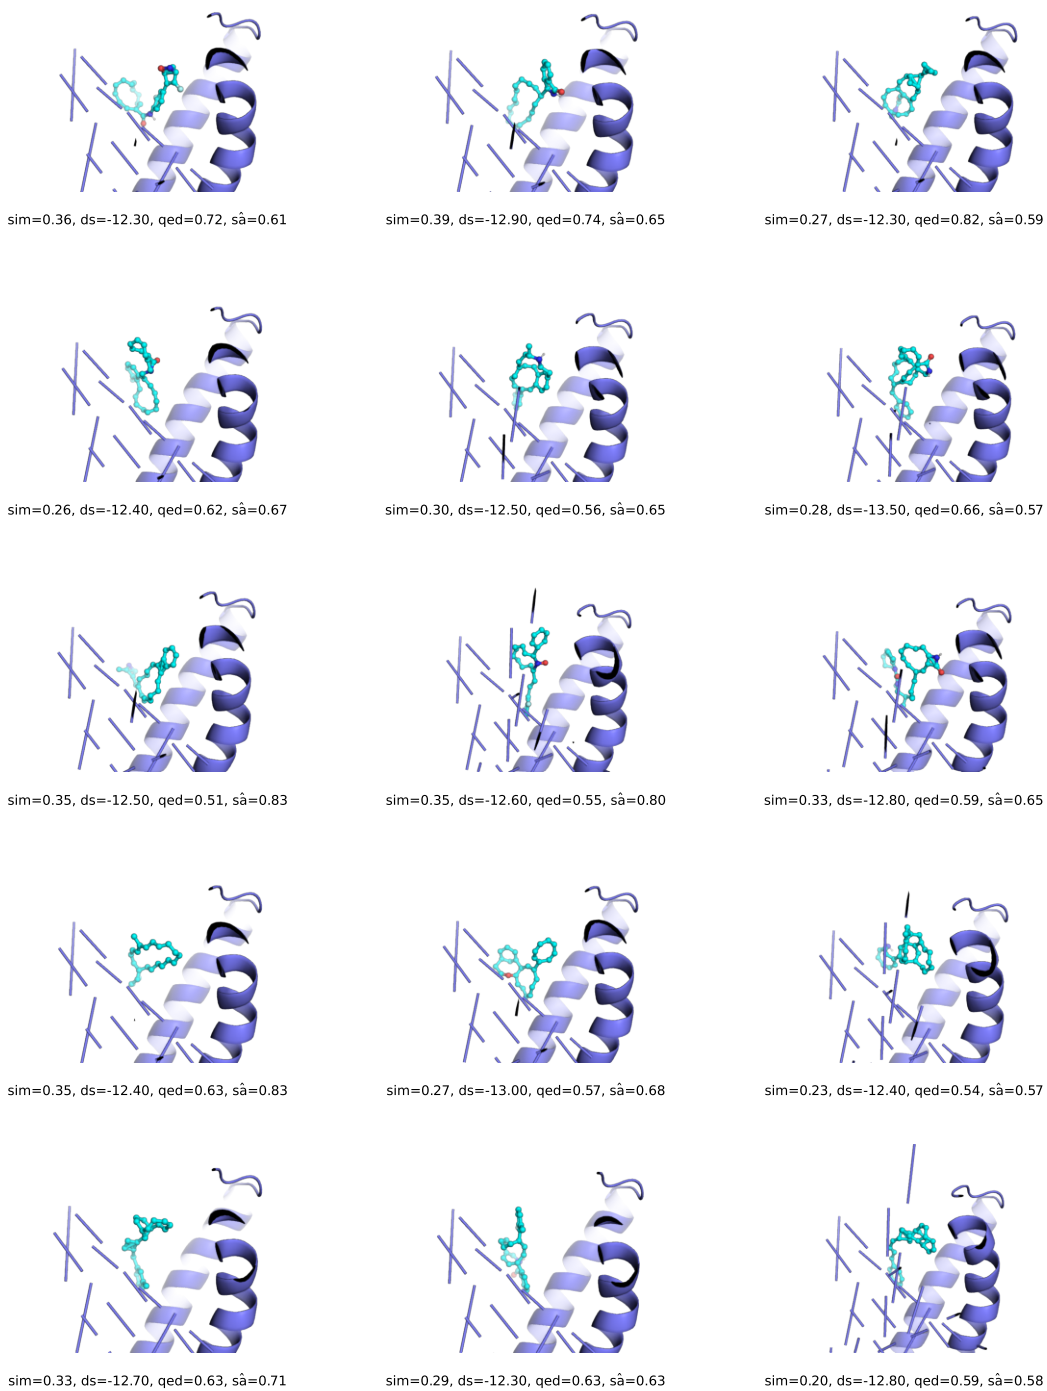 sim=0.36, ds=-12.30, qed=0.72, sâ=0.61
sim=0.39, ds=-12.90, qed=0.74, sâ=0.65
sim=0.27, ds=-12.30, qed=0.82, sâ=0.59
sim=0.26, ds=-12.40, qed=0.62, sâ=0.67
sim=0.30, ds=-12.50, qed=0.56, sâ=0.65
sim=0.28, ds=-13.50, qed=0.66, sâ=0.57
sim=0.35, ds=-12.50, qed=0.51, sâ=0.83
sim=0.35, ds=-12.60, qed=0.55, sâ=0.80
sim=0.33, ds=-12.80, qed=0.59, sâ=0.65
sim=0.35, ds=-12.40, qed=0.63, sâ=0.83
sim=0.27, ds=-13.00, qed=0.57, sâ=0.68
sim=0.23, ds=-12.40, qed=0.54, sâ=0.57
sim=0.33, ds=-12.70, qed=0.63, sâ=0.71
sim=0.29, ds=-12.30, qed=0.63, sâ=0.63
sim=0.20, ds=-12.80, qed=0.59, sâ=0.58